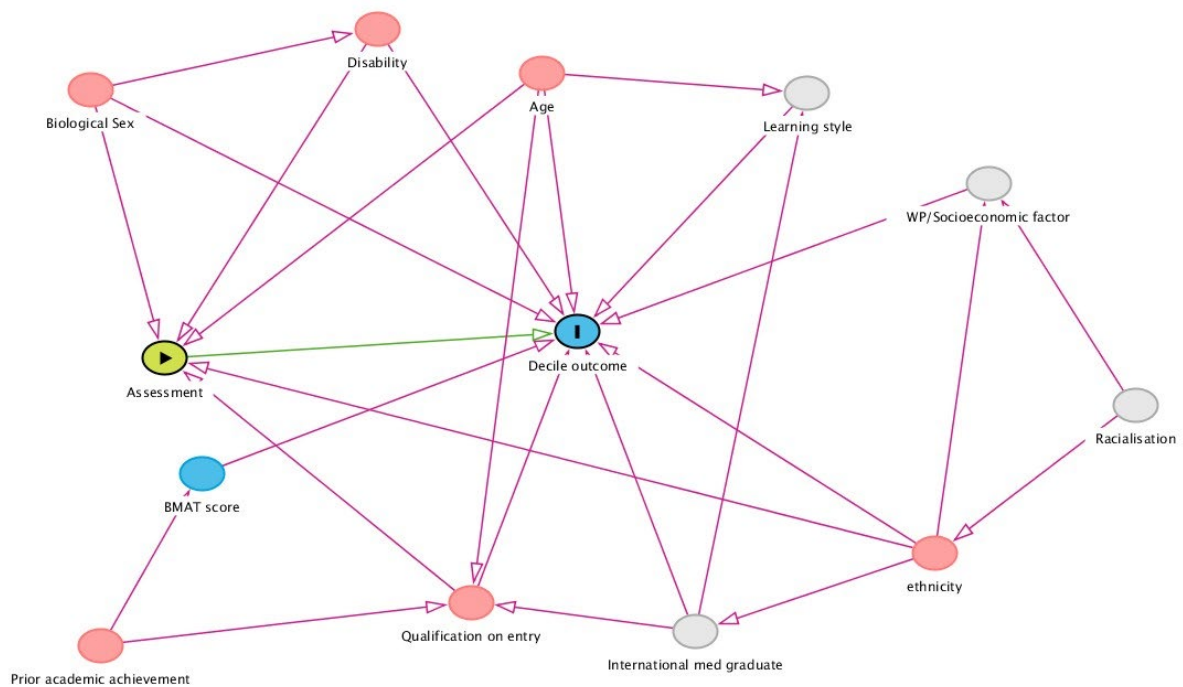 Disability
Age
Biological Sex
Learning style
WP/Socioeconomic factor
Decile outcome
Assessment
Racialisation
BMAT score
ethnicity
Qualification on entry
International med graduate
Prior academic achievement